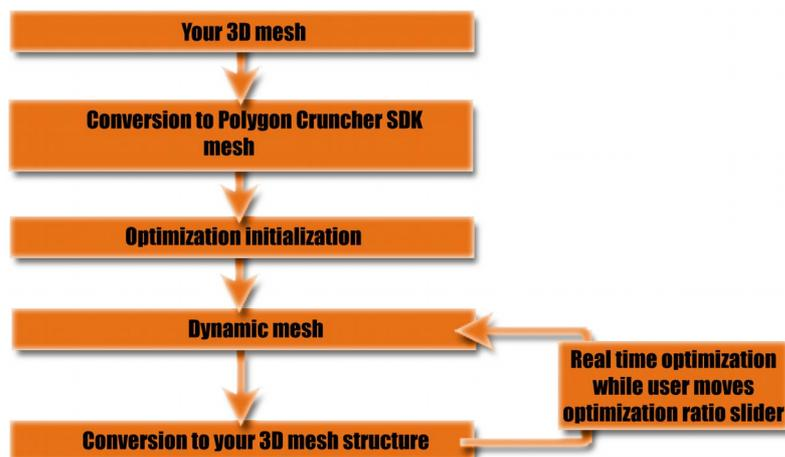 Your 3D mesh
Conversion to Polygon Cruncher SDK
mesh
Optimization initialization
Dynamic mesh
Real time optimization
while user moves
optimization ratio slider
Conversion to your 3D mesh structure